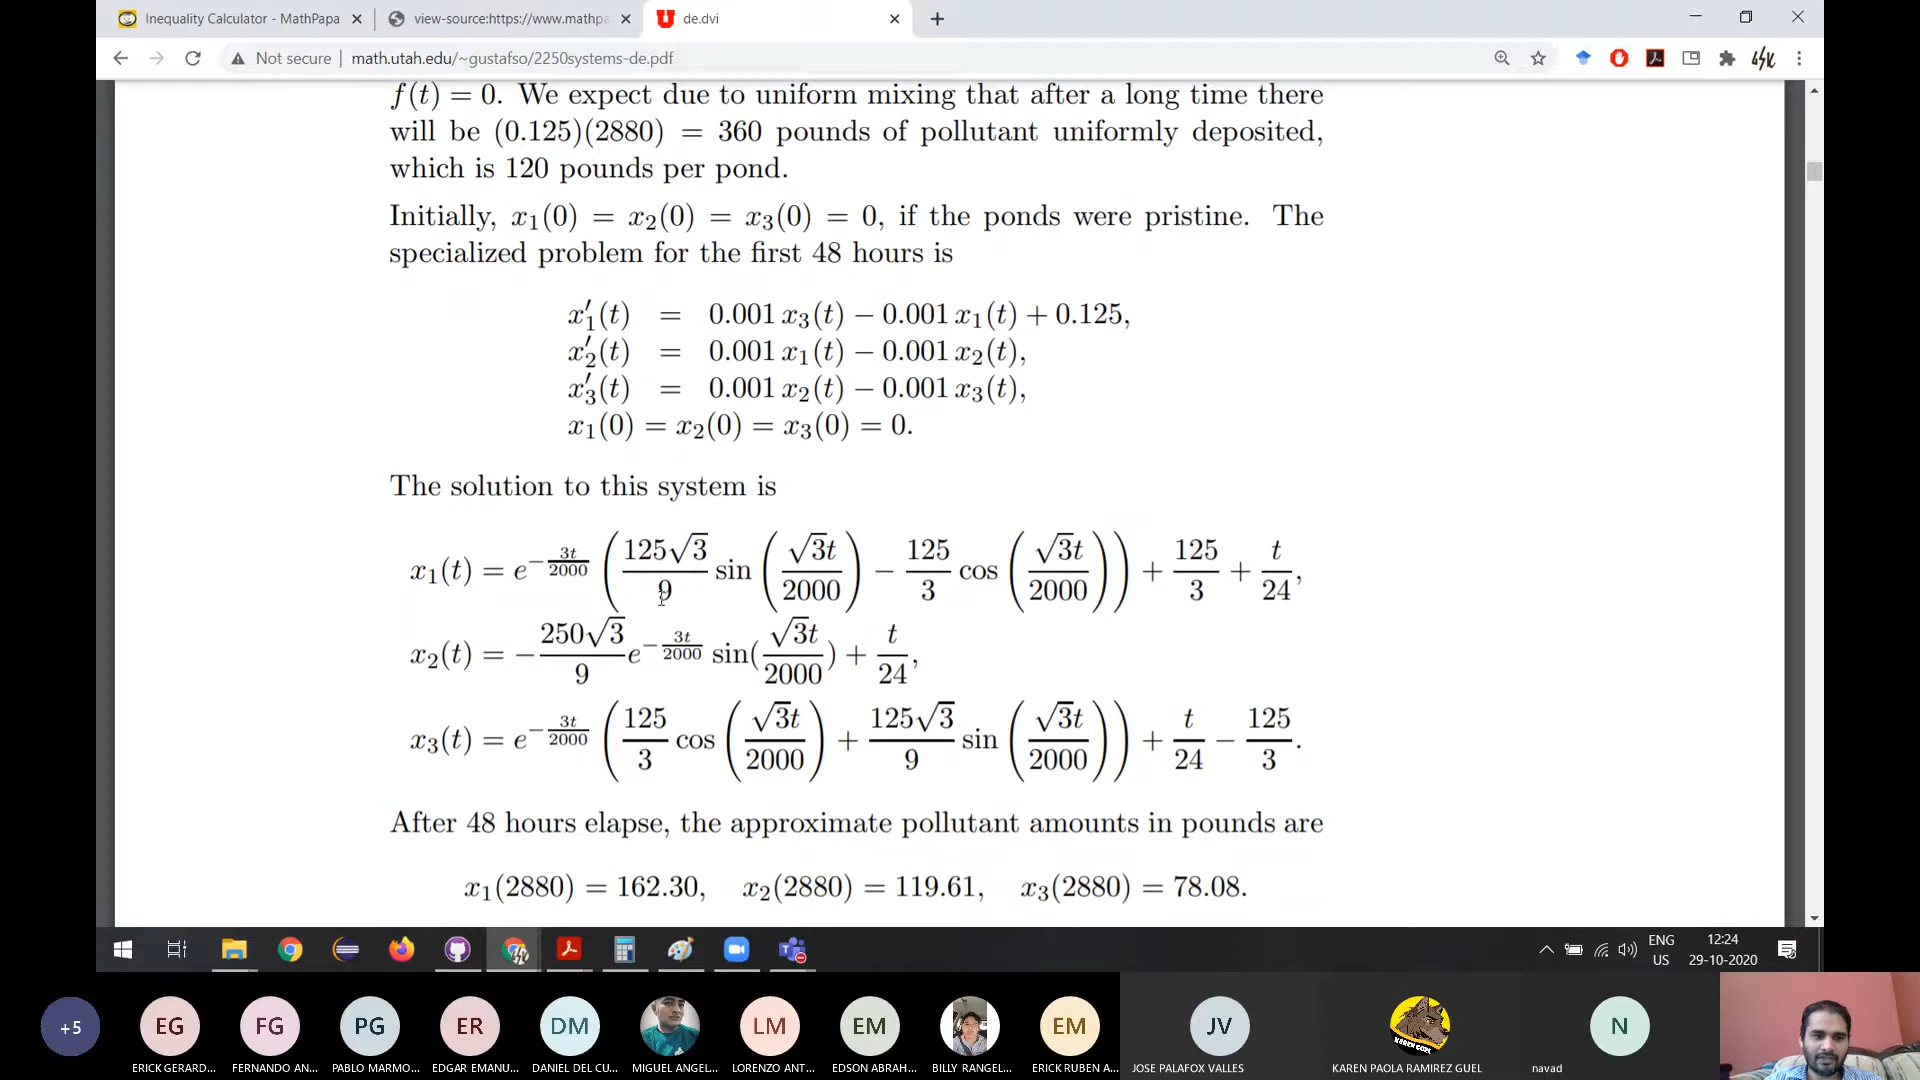 Inequality Calculator - MathPapa
view-source:https://www.mathpa
de.dvi
Not secure | math.utah.edu/~gustafso/2250systems-de.pdf
f(t) = 0. We expect due to uniform mixing that after a long time there
will be (0.125)(2880) = 360 pounds of pollutant uniformly deposited,
which is 120 pounds per pond.
Initially, x₁(0) = x₂(0) = x₃(0) = 0, if the ponds were pristine. The
specialized problem for the first 48 hours is
x₁′(t) = 0.001 x₃(t) − 0.001 x₁(t) + 0.125,
x₂′(t) = 0.001 x₁(t) − 0.001 x₂(t),
x₃′(t) = 0.001 x₂(t) − 0.001 x₃(t),
x₁(0) = x₂(0) = x₃(0) = 0.
The solution to this system is
x₁(t) = e^{−3t/2000} (125√3/9 sin (√3t/2000) − 125/3 cos (√3t/2000)) + 125/3 + t/24,
x₂(t) = −250√3/9 e^{−3t/2000} sin(√3t/2000) + t/24,
x₃(t) = e^{−3t/2000} (125/3 cos (√3t/2000) + 125√3/9 sin (√3t/2000)) + t/24 − 125/3.
After 48 hours elapse, the approximate pollutant amounts in pounds are
x₁(2880) = 162.30, x₂(2880) = 119.61, x₃(2880) = 78.08.
ENG
US
12:24
29-10-2020
+5
EG
FG
PG
ER
DM
LM
EM
EM
JV
KAREN GUEL
N
ERICK GERARD...
FERNANDO AN...
PABLO MARMO...
EDGAR EMANU...
DANIEL DEL CU...
MIGUEL ANGEL...
LORENZO ANT...
EDSON ABRAH...
BILLY RANGEL...
ERICK RUBEN A...
JOSE PALAFOX VALLES
KAREN PAOLA RAMIREZ GUEL
navad